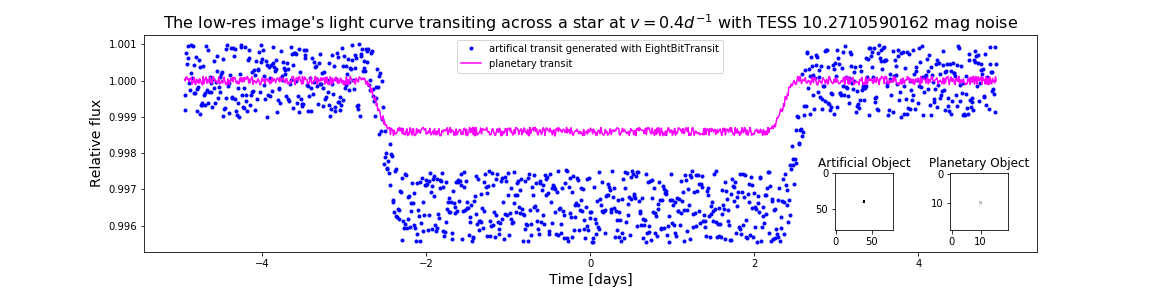 The low-res image's light curve transiting across a star at v = 0.4d⁻¹ with TESS 10.2710590162 mag noise
artifical transit generated with EightBitTransit
planetary transit
Relative flux
1.001
1.000
0.999
0.998
0.997
0.996
Artificial Object
0
50
0 50
Planetary Object
0
10
0 10
−4 −2 0 2 4
Time [days]